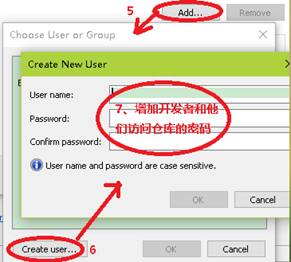 5
Add...
Remove
Choose User or Group
Create New User
User name:
Password:
Confirm password:
7、增加开发者和他
们访问仓库的密码
User name and password are case sensitive.
OK
Cancel
Create user...
6
OK
Cancel